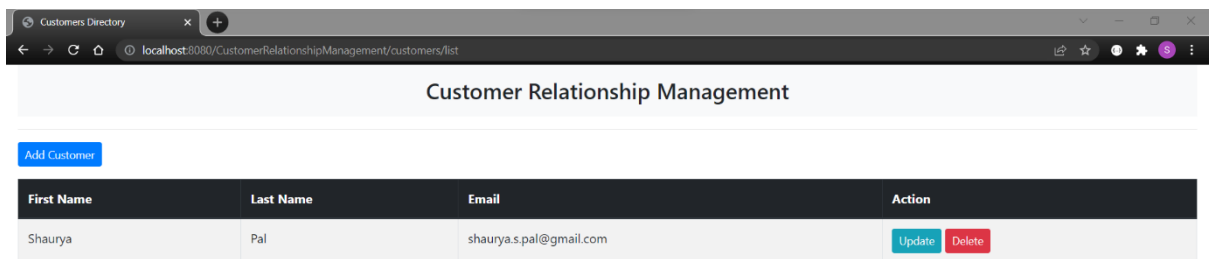 Customers Directory
localhost:8080/CustomerRelationshipManagement/customers/list
S
Customer Relationship Management
Add Customer
First Name Last Name Email Action
Shaurya Pal shaurya.s.pal@gmail.com Update Delete